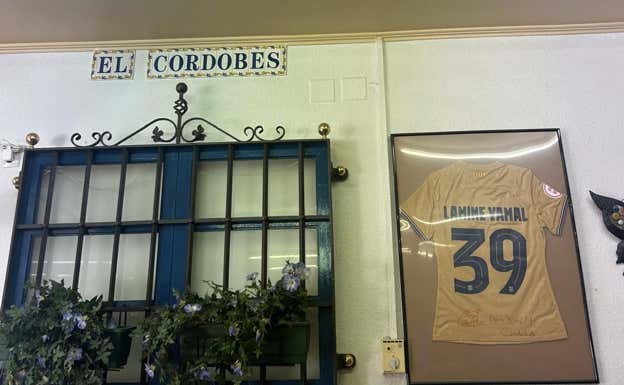 EL CORDOBES
LAMINE YAMAL
39